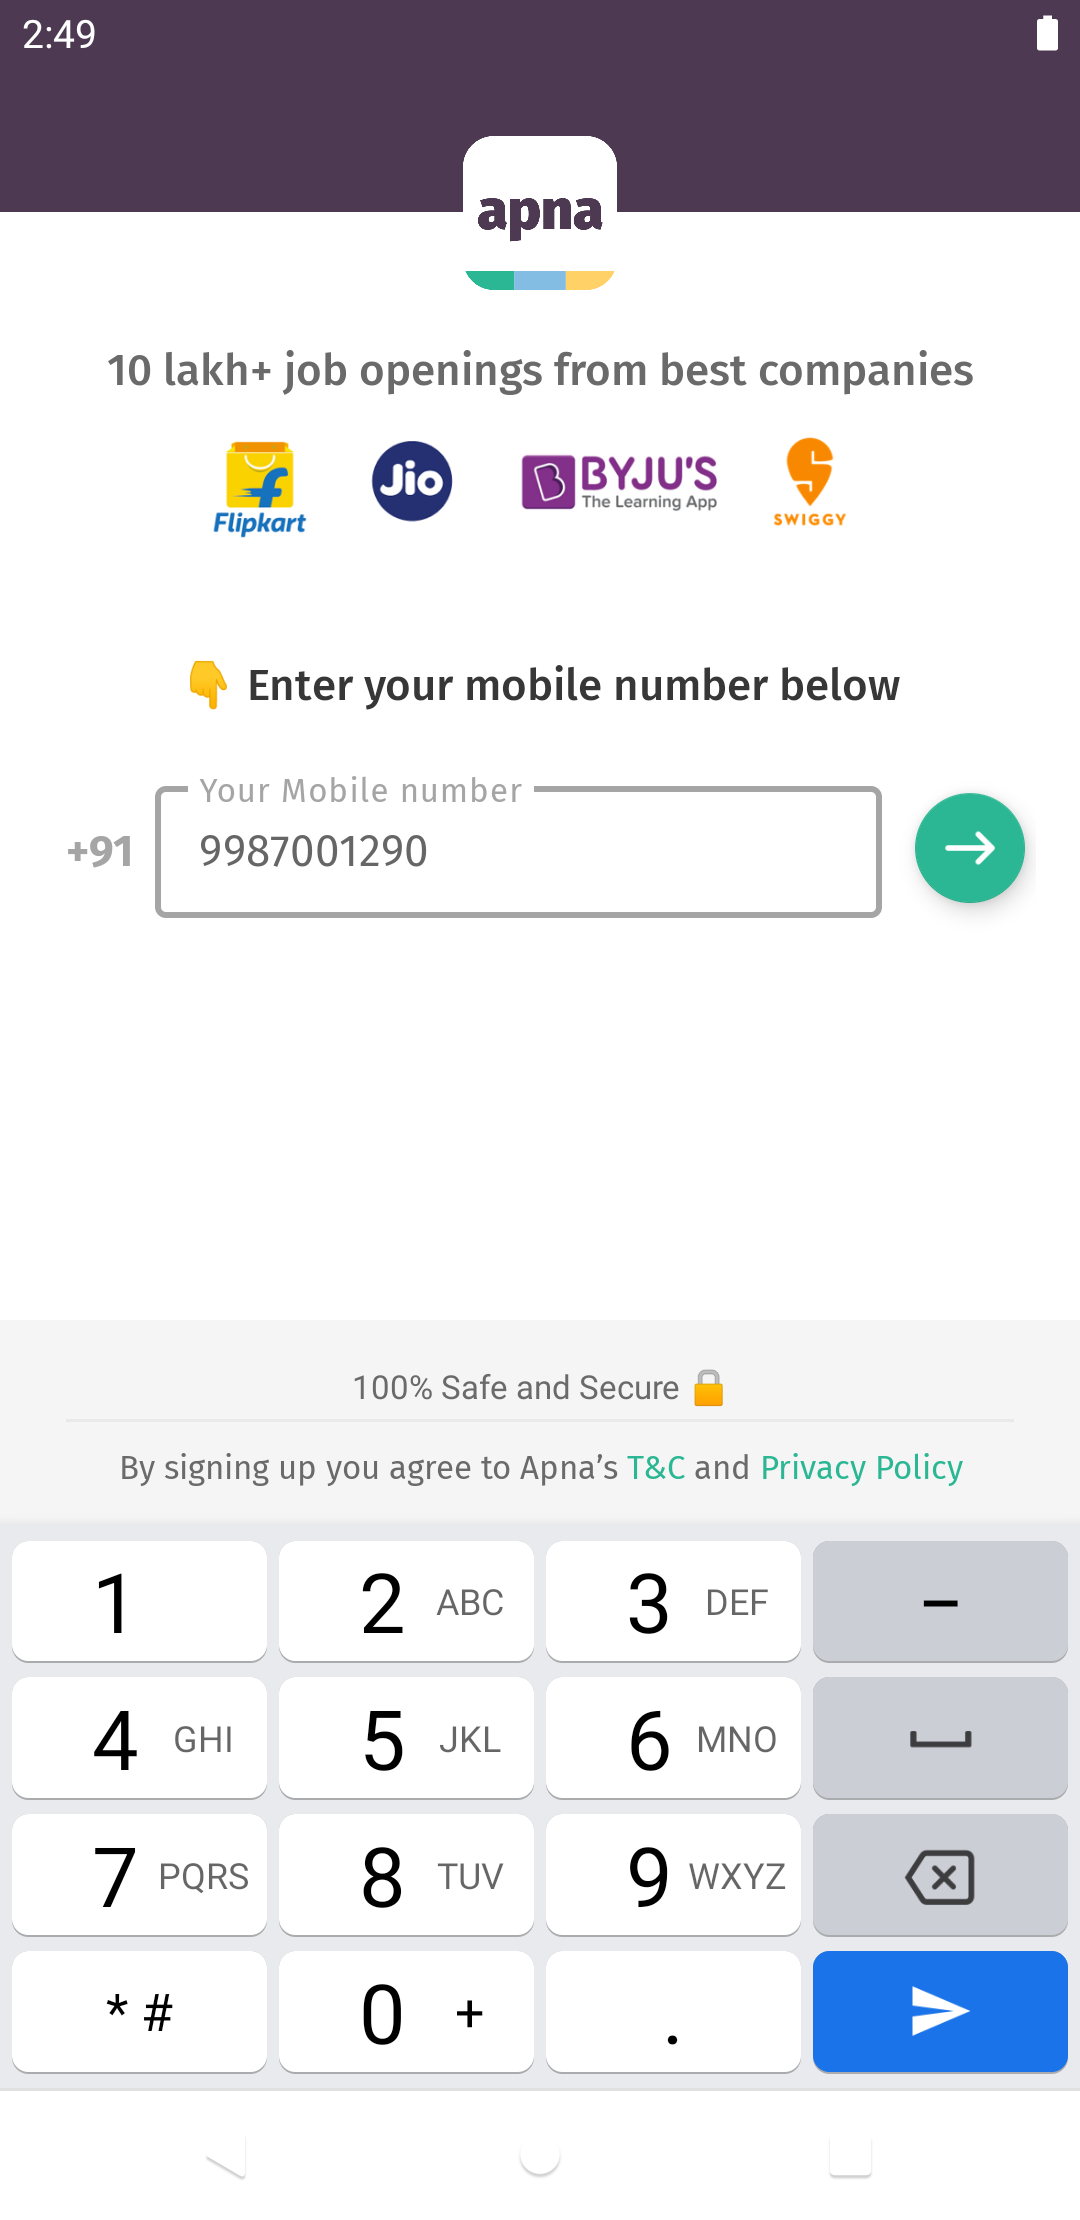 2:49
apna
10 lakh+ job openings from best companies
Flipkart
Jio
BYJU'S
The Learning App
SWIGGY
👇 Enter your mobile number below
Your Mobile number
+91 9987001290
100% Safe and Secure 🔒
By signing up you agree to Apna’s T&C and Privacy Policy
1 2 ABC 3 DEF –
4 GHI 5 JKL 6 MNO
7 PQRS 8 TUV 9 WXYZ
* # 0 + .